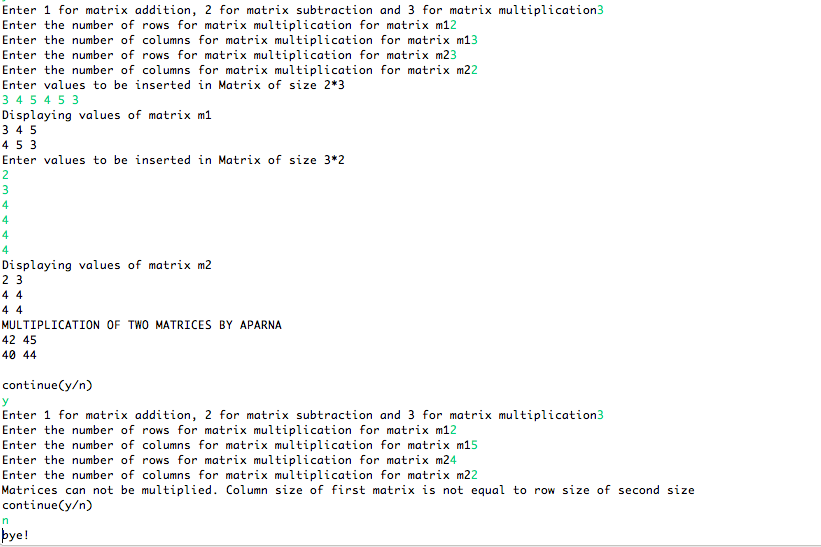 Enter 1 for matrix addition, 2 for matrix subtraction and 3 for matrix multiplication3
Enter the number of rows for matrix multiplication for matrix m12
Enter the number of columns for matrix multiplication for matrix m13
Enter the number of rows for matrix multiplication for matrix m23
Enter the number of columns for matrix multiplication for matrix m22
Enter values to be inserted in Matrix of size 2*3
3 4 5 4 5 3
Displaying values of matrix m1
3 4 5
4 5 3
Enter values to be inserted in Matrix of size 3*2
2
3
4
4
4
4
Displaying values of matrix m2
2 3
4 4
4 4
MULTIPLICATION OF TWO MATRICES BY APARNA
42 45
40 44
continue(y/n)
y
Enter 1 for matrix addition, 2 for matrix subtraction and 3 for matrix multiplication3
Enter the number of rows for matrix multiplication for matrix m12
Enter the number of columns for matrix multiplication for matrix m15
Enter the number of rows for matrix multiplication for matrix m24
Enter the number of columns for matrix multiplication for matrix m22
Matrices can not be multiplied. Column size of first matrix is not equal to row size of second size
continue(y/n)
n
bye!